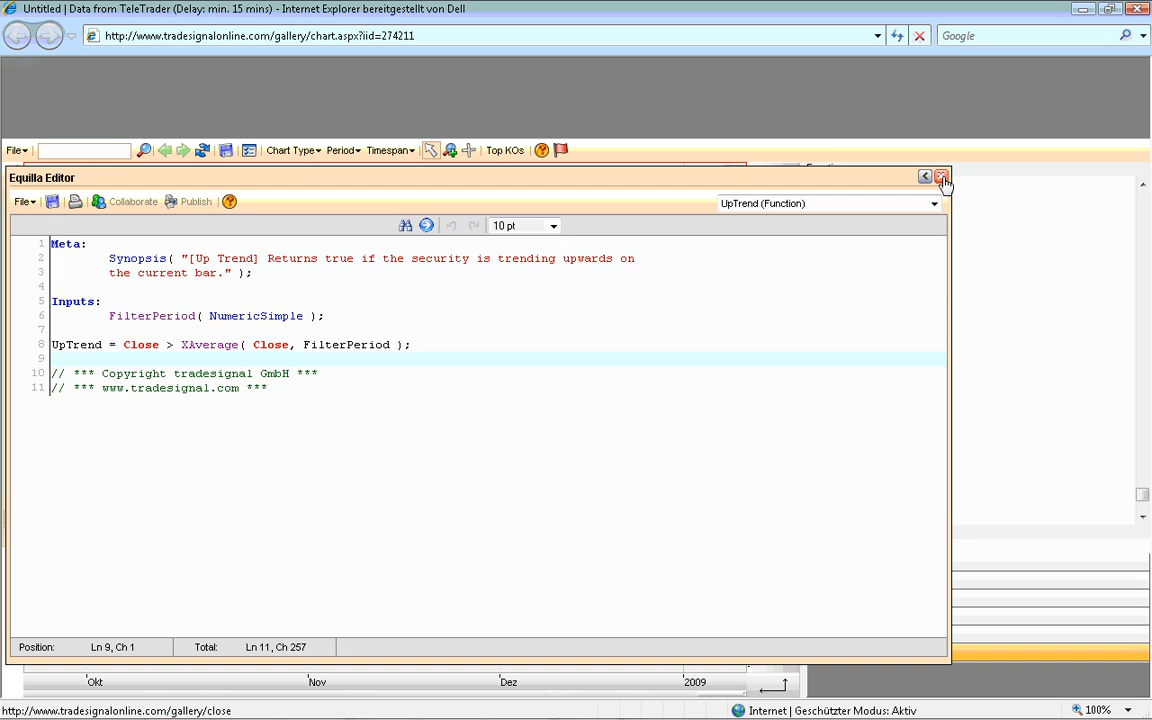 Untitled | Data from TeleTrader (Delay: min. 15 mins) - Internet Explorer bereitgestellt von Dell
http://www.tradesignalonline.com/gallery/chart.aspx?iid=274211
Google
File
Chart Type
Period
Timespan
Top KOs
Equilla Editor
File
Collaborate
Publish
UpTrend (Function)
10 pt
1 Meta:
2 Synopsis( "[Up Trend] Returns true if the security is trending upwards on
3 the current bar." );
4
5 Inputs:
6 FilterPeriod( NumericSimple );
7
8 UpTrend = Close > XAverage( Close, FilterPeriod );
9
10 // *** Copyright tradesignal GmbH ***
11 // *** www.tradesignal.com ***
Position: Ln 9, Ch 1 Total: Ln 11, Ch 257
Okt Nov Dez 2009
http://www.tradesignalonline.com/gallery/close
Internet | Geschützter Modus: Aktiv
100%